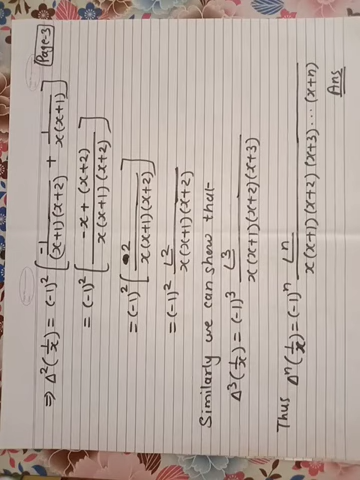 Page-3
⇒ Δ²(1/x) = (-1)² [ -1/((x+1)(x+2)) + 1/(x(x+1)) ]
= (-1)² [ (-x+(x+2))/(x(x+1)(x+2)) ]
= (-1)² [ 2/(x(x+1)(x+2)) ]
= (-1)² ∟2/(x(x+1)(x+2))
Similarly we can show that-
Δ³(1/x) = (-1)³ ∟3/(x(x+1)(x+2)(x+3))
Thus Δⁿ(1/x) = (-1)ⁿ ∟n/(x(x+1)(x+2)(x+3)...(x+n))
Ans